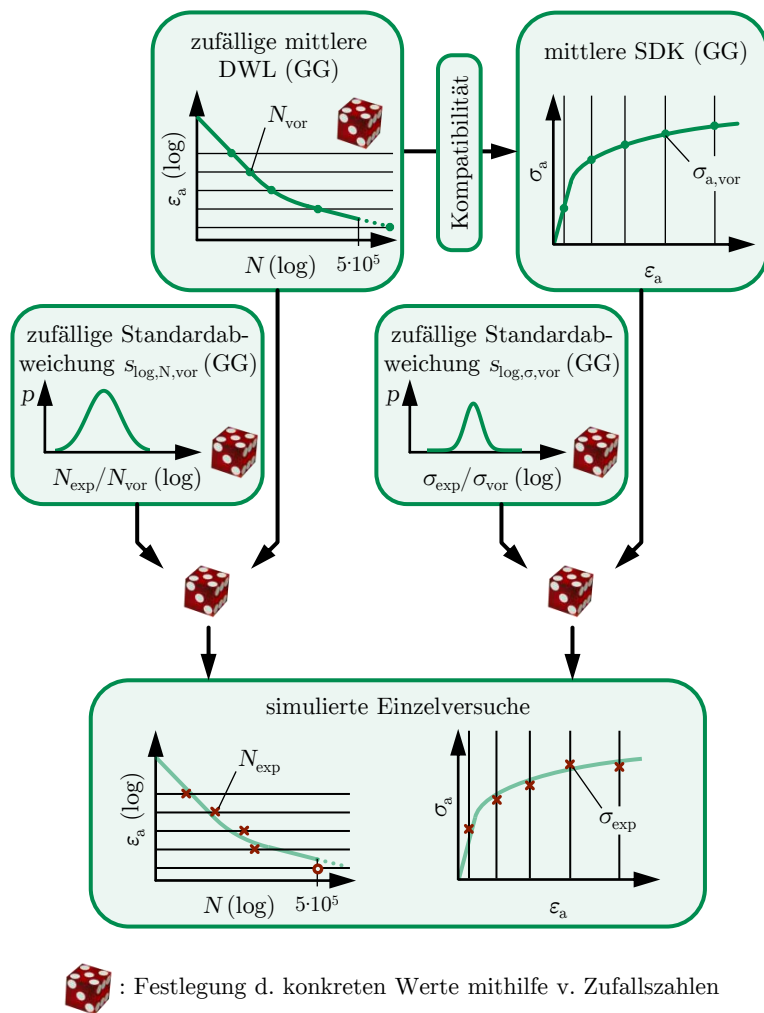 zufällige mittlere
DWL (GG)
N_vor
ε_a (log)
N (log)
5·10^5
Kompatibilität
mittlere SDK (GG)
σ_a
σ_a,vor
ε_a
zufällige Standardab-
weichung s_log,N,vor (GG)
p
N_exp/N_vor (log)
zufällige Standardab-
weichung s_log,σ,vor (GG)
p
σ_exp/σ_vor (log)
simulierte Einzelversuche
N_exp
ε_a (log)
N (log)
5·10^5
σ_a
σ_exp
ε_a
: Festlegung d. konkreten Werte mithilfe v. Zufallszahlen